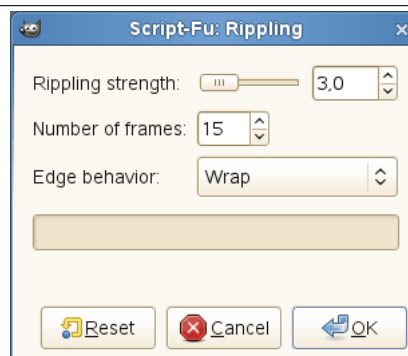 Script-Fu: Rippling
Rippling strength: 3,0
Number of frames: 15
Edge behavior: Wrap
Reset Cancel OK